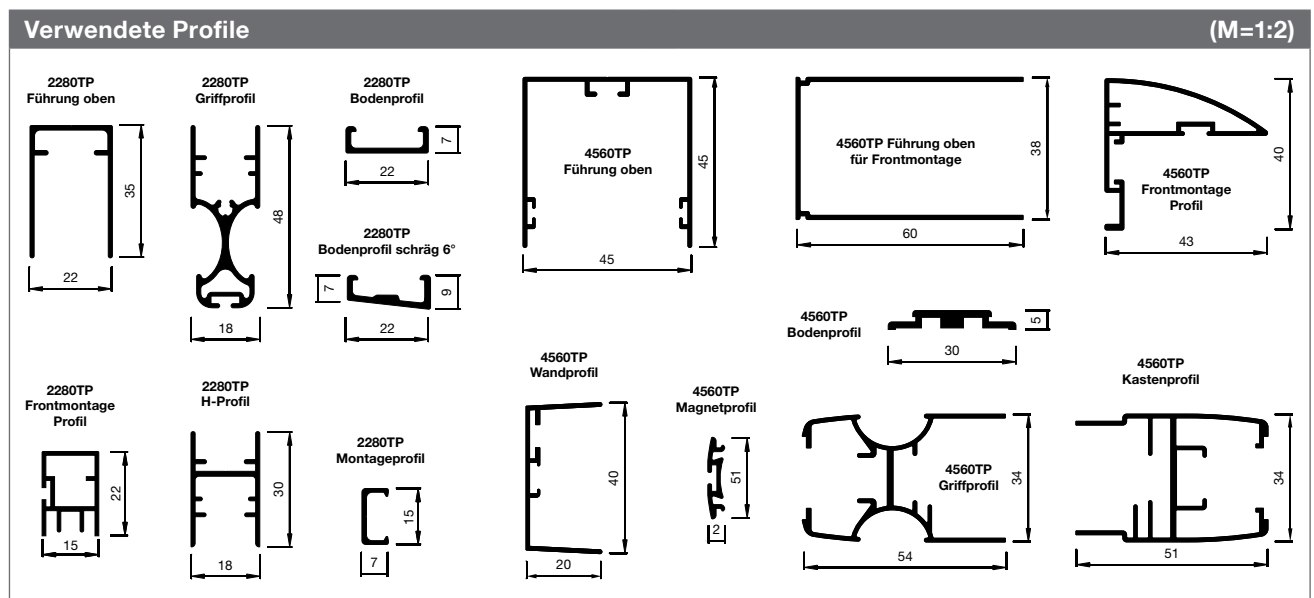 Verwendete Profile (M=1:2)
2280TP
Führung oben
35
22
2280TP
Griffprofil
48
18
2280TP
Bodenprofil
7
22
2280TP
Bodenprofil schräg 6°
7
9
22
4560TP
Führung oben
45
45
4560TP Führung oben
für Frontmontage
38
60
4560TP
Frontmontage
Profil
40
43
4560TP
Bodenprofil
5
30
2280TP
Frontmontage
Profil
22
15
2280TP
H-Profil
30
18
2280TP
Montageprofil
15
7
4560TP
Wandprofil
40
20
4560TP
Magnetprofil
51
2
4560TP
Griffprofil
34
54
4560TP
Kastenprofil
34
51